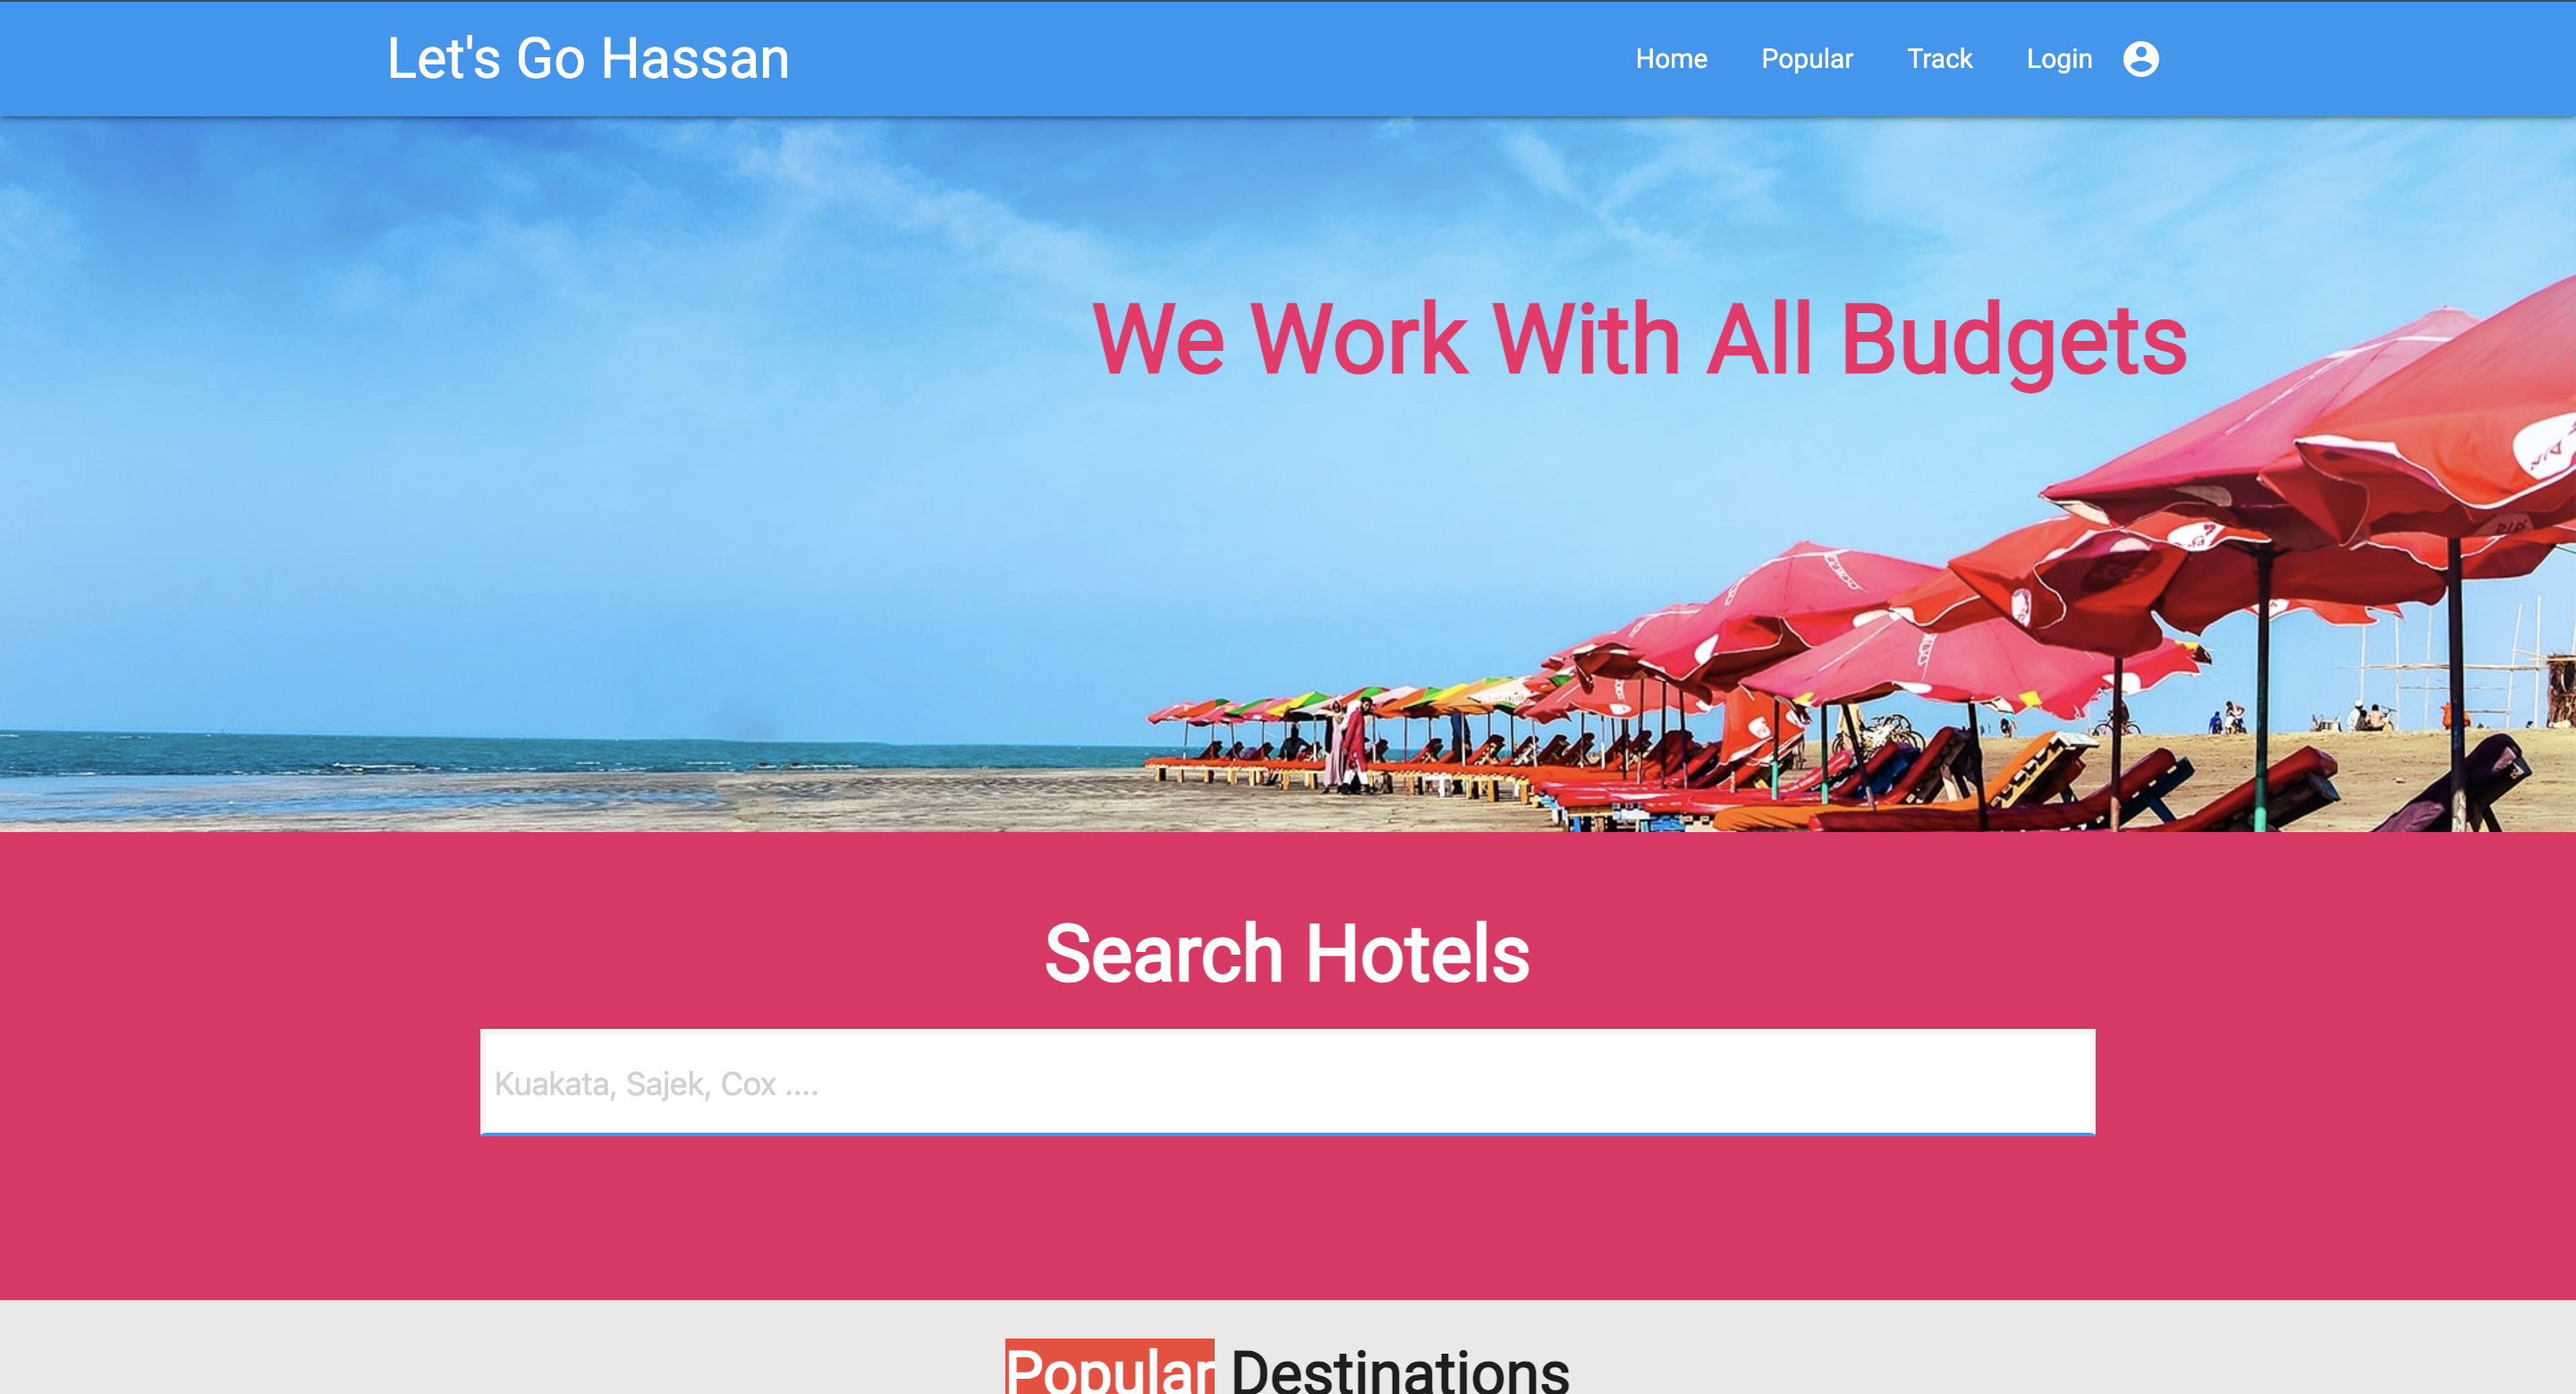 Let's Go Hassan
Home Popular Track Login
We Work With All Budgets
Search Hotels
Kuakata, Sajek, Cox ....
Popular Destinations